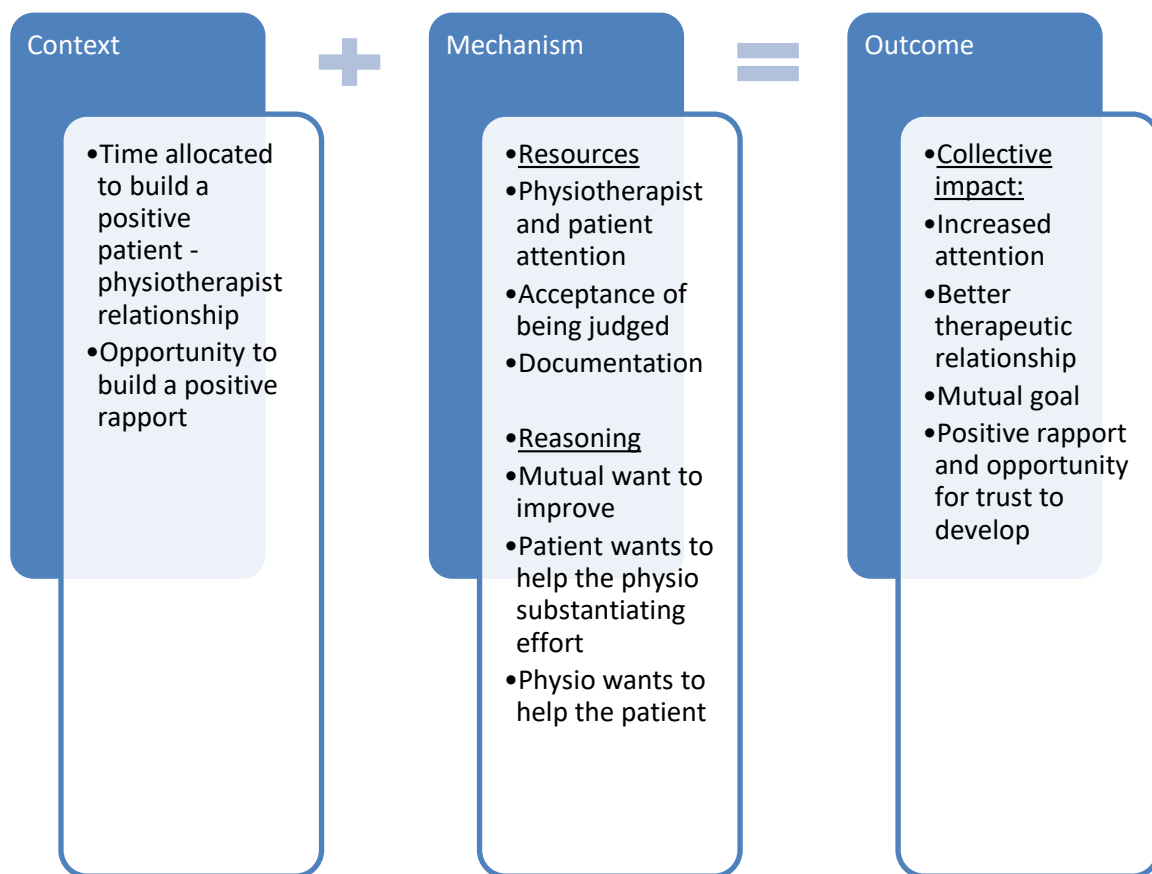 Context
•Time allocated
to build a
positive
patient -
physiotherapist
relationship
•Opportunity to
build a positive
rapport
+
Mechanism
•Resources
•Physiotherapist
and patient
attention
•Acceptance of
being judged
•Documentation
•Reasoning
•Mutual want to
improve
•Patient wants to
help the physio
substantiating
effort
•Physio wants to
help the patient
=
Outcome
•Collective
impact:
•Increased
attention
•Better
therapeutic
relationship
•Mutual goal
•Positive rapport
and opportunity
for trust to
develop